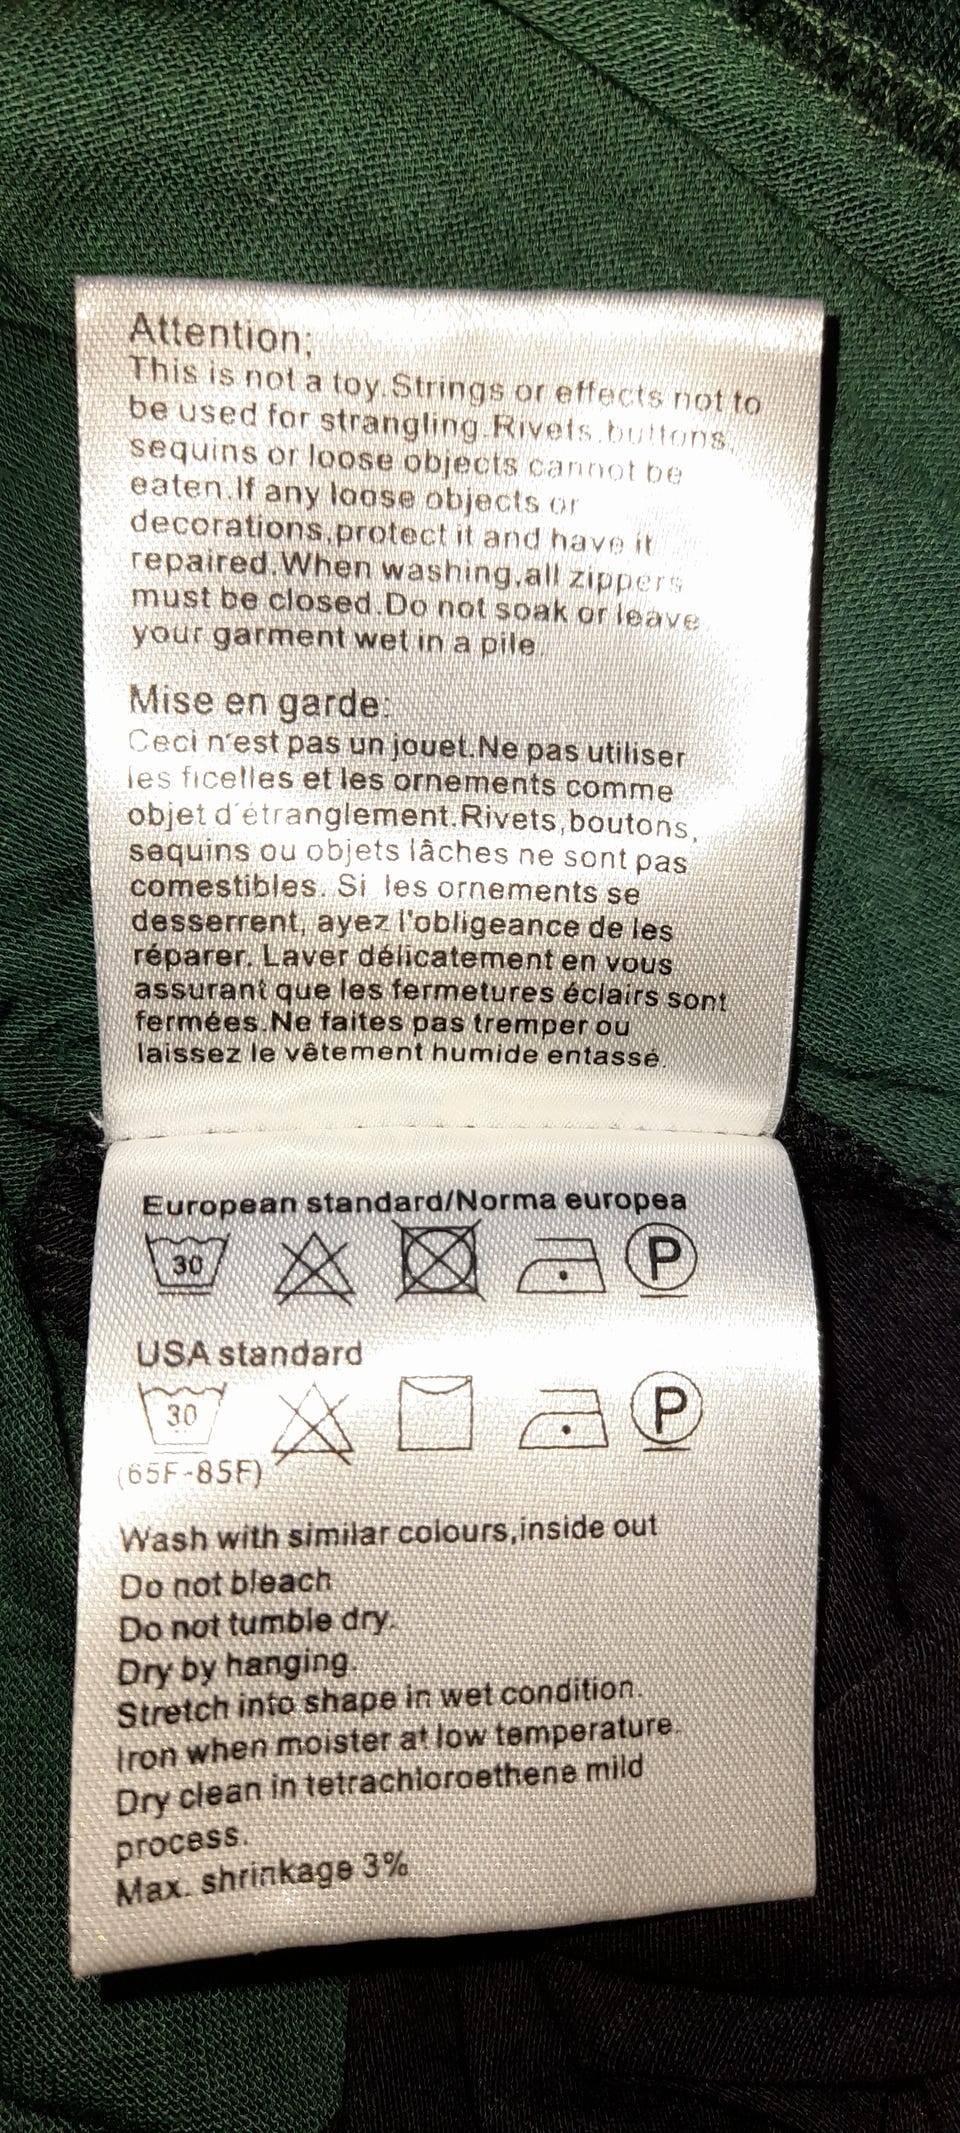 Attention:
This is not a toy.Strings or effects not to
be used for strangling.Rivets,buttons,
sequins or loose objects cannot be
eaten.If any loose objects or
decorations,protect it and have it
repaired.When washing,all zippers
must be closed.Do not soak or leave
your garment wet in a pile.
Mise en garde:
Ceci n'est pas un jouet.Ne pas utiliser
les ficelles et les ornements comme
objet d'étranglement.Rivets,boutons,
sequins ou objets lâches ne sont pas
comestibles. Si les ornements se
desserrent, ayez l'obligeance de les
réparer. Laver délicatement en vous
assurant que les fermetures éclairs sont
fermées.Ne faites pas tremper ou
laissez le vêtement humide entassé.
European standard/Norma europea
30 P
USA standard
30 P
(65F-85F)
Wash with similar colours,inside out
Do not bleach
Do not tumble dry.
Dry by hanging.
Stretch into shape in wet condition.
Iron when moister at low temperature.
Dry clean in tetrachloroethene mild
process.
Max. shrinkage 3%